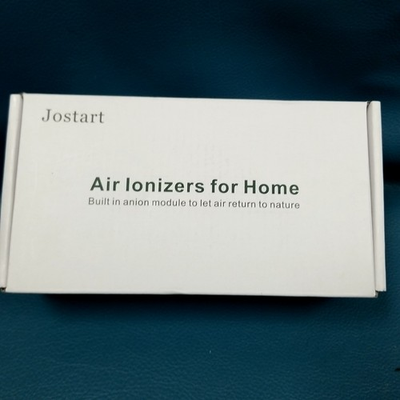 Jostart
Air Ionizers for Home
Built in anion module to let air return to nature